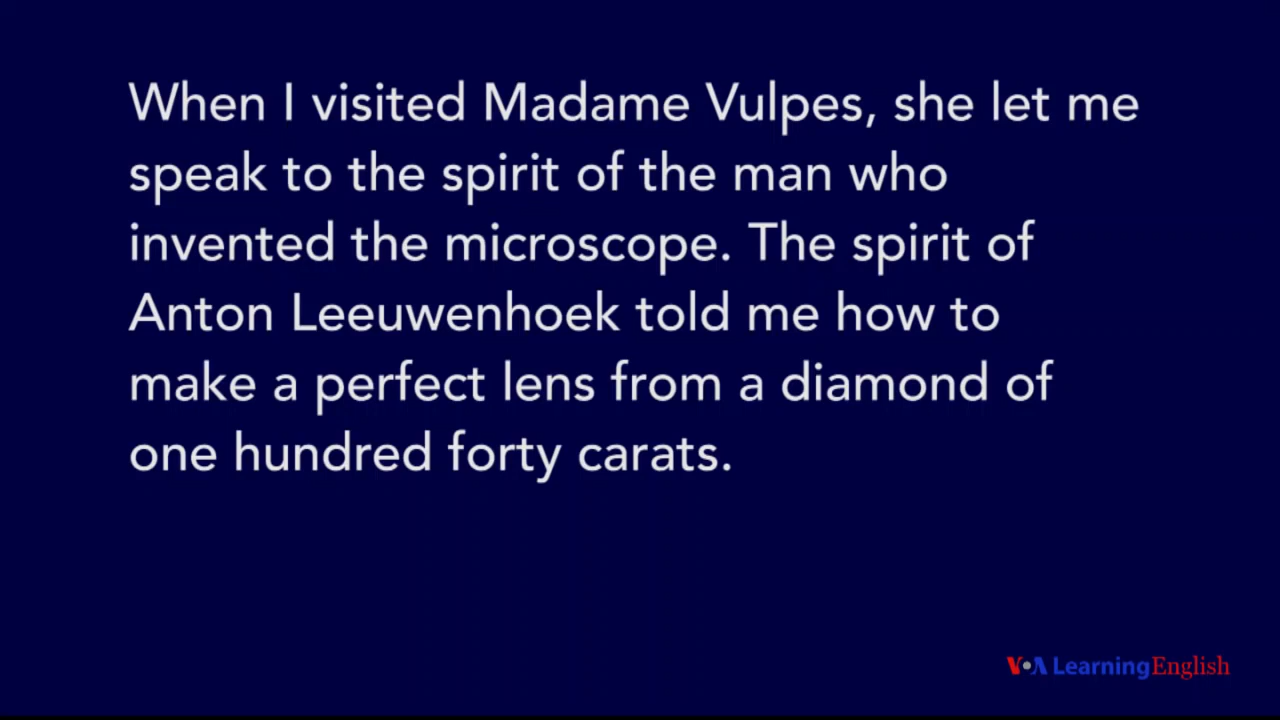 When I visited Madame Vulpes, she let me
speak to the spirit of the man who
invented the microscope. The spirit of
Anton Leeuwenhoek told me how to
make a perfect lens from a diamond of
one hundred forty carats.
VOA Learning English